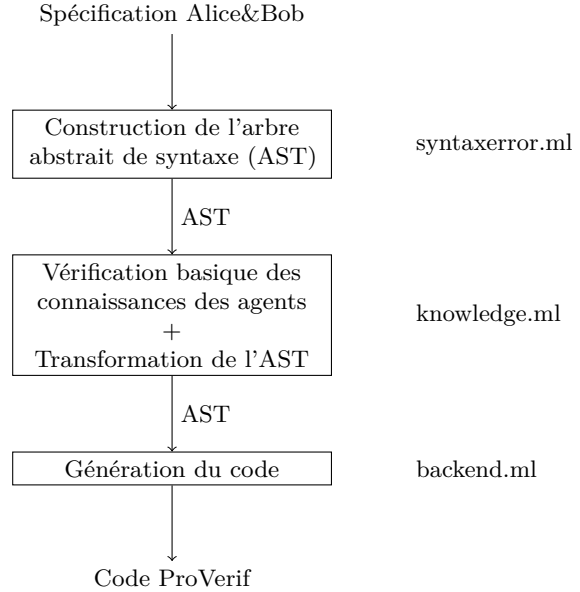 Spécification Alice&Bob
Construction de l'arbre
abstrait de syntaxe (AST)
syntaxerror.ml
AST
Vérification basique des
connaissances des agents
+
Transformation de l'AST
knowledge.ml
AST
Génération du code
backend.ml
Code ProVerif